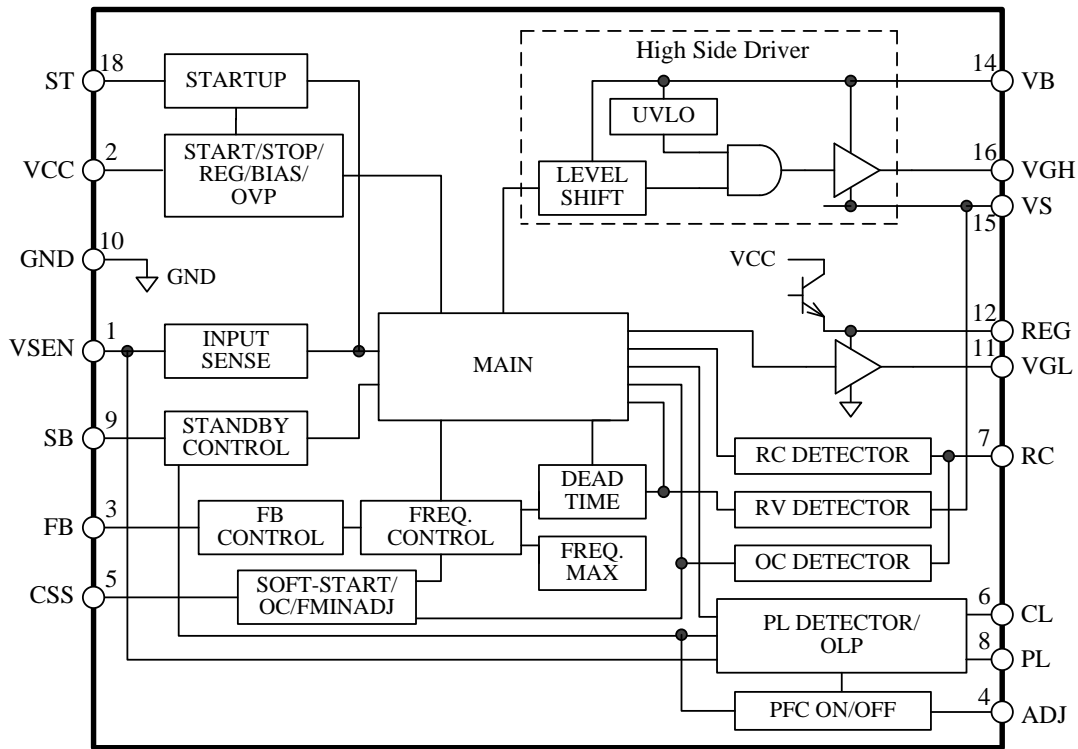 High Side Driver
18
ST
STARTUP
14
VB
UVLO
2
VCC
START/STOP/
REG/BIAS/
OVP
16
VGH
LEVEL
SHIFT
VS
15
10
GND
GND
VCC
12
REG
1
VSEN
INPUT
SENSE
MAIN
11
VGL
9
SB
STANDBY
CONTROL
7
RC
RC DETECTOR
DEAD
TIME
3
FB
FB
CONTROL
FREQ.
CONTROL
RV DETECTOR
FREQ.
MAX
OC DETECTOR
5
CSS
SOFT-START/
OC/FMINADJ
6
CL
PL DETECTOR/
OLP
8
PL
4
ADJ
PFC ON/OFF